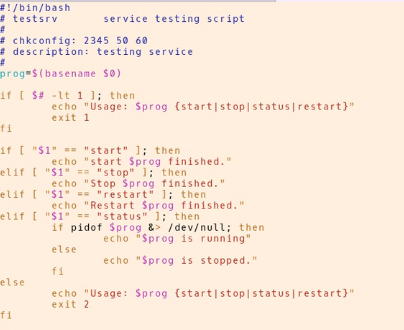 #!/bin/bash
# testsrv       service testing script
#
# chkconfig: 2345 50 60
# description: testing service
#
prog=$(basename $0)

if [ $# -lt 1 ]; then
        echo "Usage: $prog {start|stop|status|restart}"
        exit 1
fi

if [ "$1" == "start" ]; then
        echo "start $prog finished."
elif [ "$1" == "stop" ]; then
        echo "Stop $prog finished."
elif [ "$1" == "restart" ]; then
        echo "Restart $prog finished."
elif [ "$1" == "status" ]; then
        if pidof $prog &> /dev/null; then
                echo "$prog is running"
        else
                echo "$prog is stopped."
        fi
else
        echo "Usage: $prog {start|stop|status|restart}"
        exit 2
fi